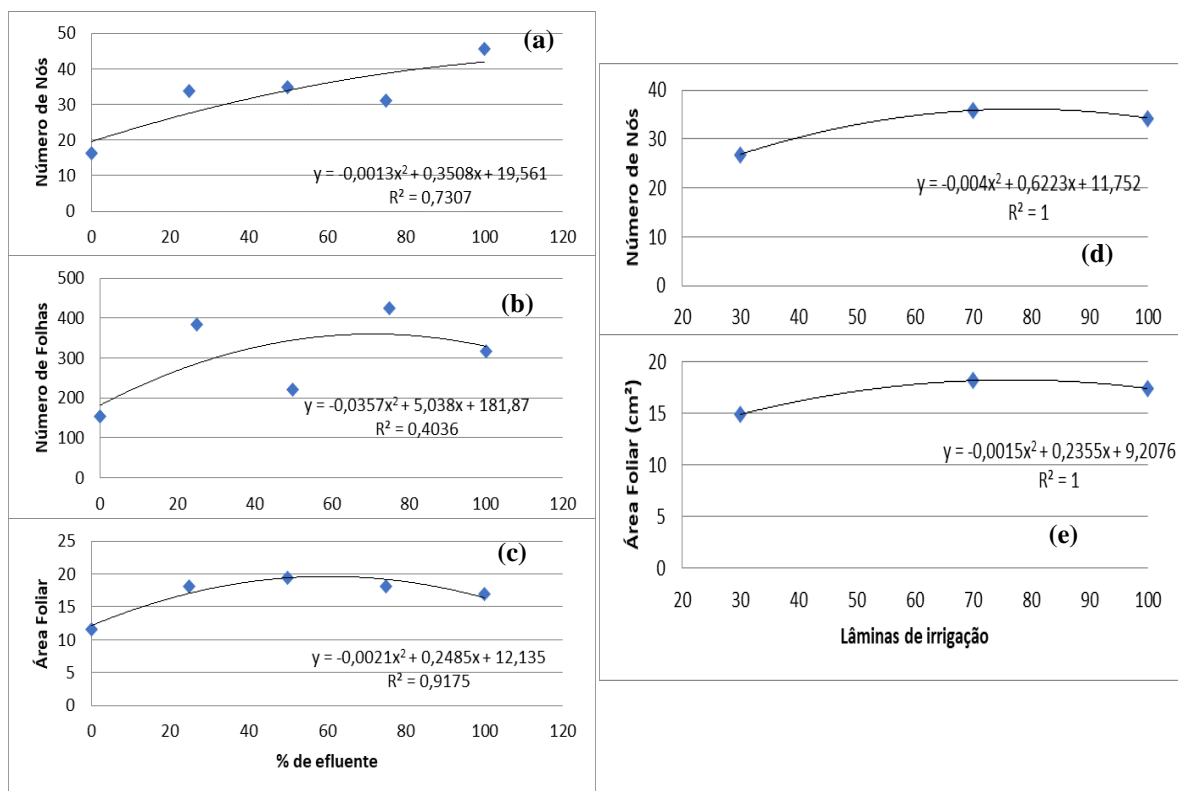 (a)
Número de Nós
50
40
30
20
10
0
y = -0,0013x² + 0,3508x + 19,561
R² = 0,7307
0 20 40 60 80 100 120
(b)
Número de Folhas
500
400
300
200
100
0
y = -0,0357x² + 5,038x + 181,87
R² = 0,4036
0 20 40 60 80 100 120
(c)
Área Foliar
25
20
15
10
5
0
y = -0,0021x² + 0,2485x + 12,135
R² = 0,9175
0 20 40 60 80 100 120
% de efluente
Número de Nós
40
30
20
10
0
y = -0,004x² + 0,6223x + 11,752
R² = 1
(d)
20 30 40 50 60 70 80 90 100
Área Foliar (cm²)
20
15
10
5
0
y = -0,0015x² + 0,2355x + 9,2076
R² = 1
(e)
20 30 40 50 60 70 80 90 100
Lâminas de irrigação